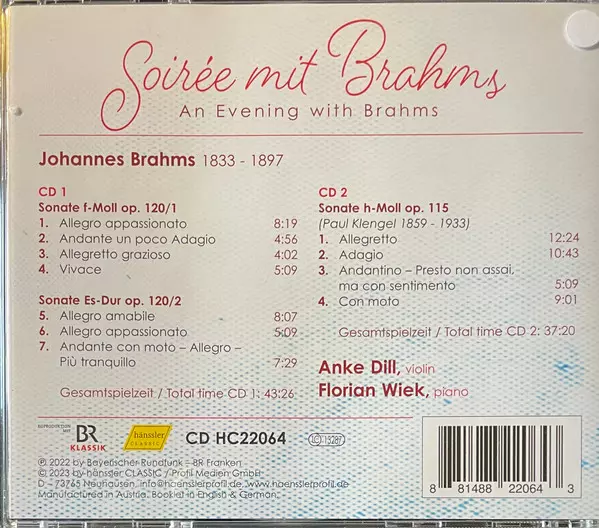 Soirée mit Brahms
An Evening with Brahms
Johannes Brahms 1833 - 1897
CD 1
Sonate f-Moll op. 120/1
1. Allegro appassionato 8:19
2. Andante un poco Adagio 4:56
3. Allegretto grazioso 4:02
4. Vivace 5:09
Sonate Es-Dur op. 120/2
5. Allegro amabile 8:07
6. Allegro appassionato 5:09
7. Andante con moto – Allegro –
Più tranquillo 7:29
Gesamtspielzeit / Total time CD 1: 43:26
CD 2
Sonate h-Moll op. 115
(Paul Klengel 1859 - 1933)
1. Allegretto 12:24
2. Adagio 10:43
3. Andantino – Presto non assai,
ma con sentimento 5:09
4. Con moto 9:01
Gesamtspielzeit / Total time CD 2: 37:20
Anke Dill, violin
Florian Wiek, piano
BR
KLASSIK
hänssler
CLASSIC
CD HC22064
LC 13287
℗ 2022 by Bayerischer Rundfunk – BR Franken
© 2023 by hänssler CLASSIC / Profil Medien GmbH
D – 73765 Neuhausen, info@haensslerprofil.de, www.haensslerprofil.de
Manufactured in Austria. Booklet in English & German.
8 81488 22064 3